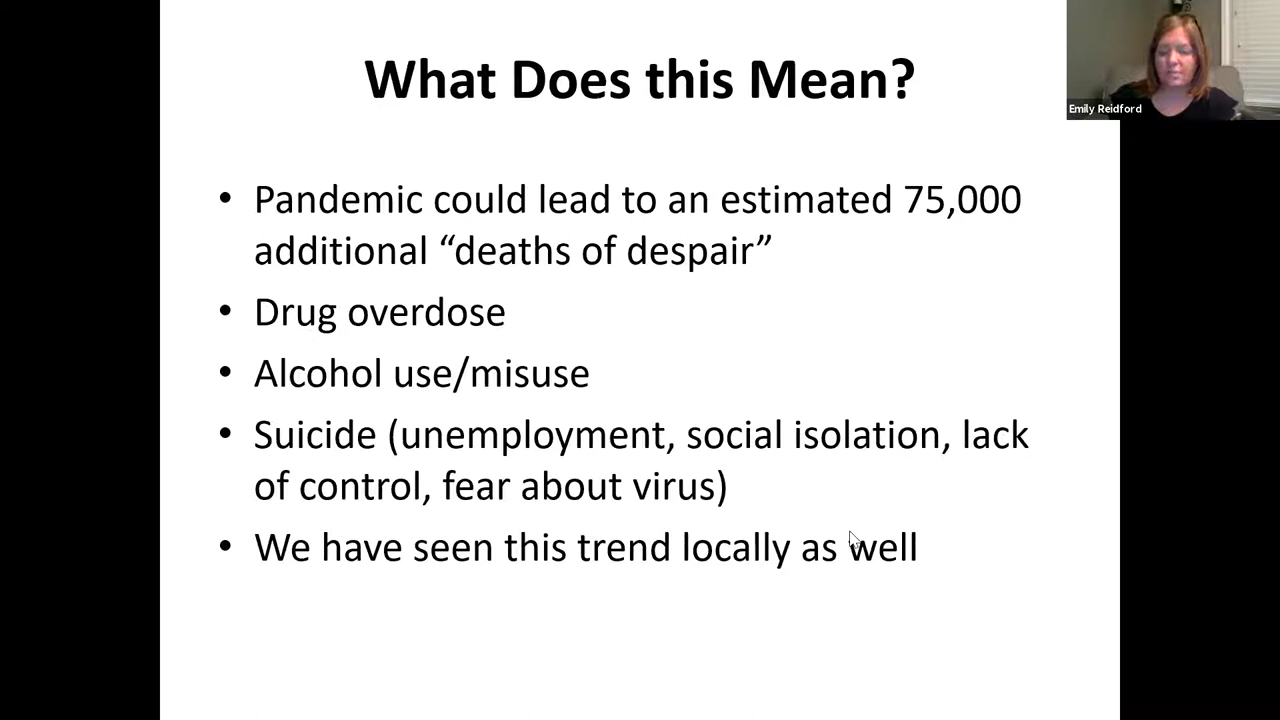 What Does this Mean?
Emily Reidford
• Pandemic could lead to an estimated 75,000
additional “deaths of despair”
• Drug overdose
• Alcohol use/misuse
• Suicide (unemployment, social isolation, lack
of control, fear about virus)
• We have seen this trend locally as well